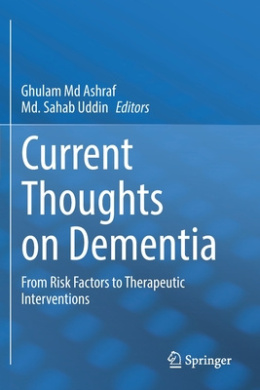 Ghulam Md Ashraf
Md. Sahab Uddin Editors
Current
Thoughts
on Dementia
From Risk Factors to Therapeutic
Interventions
Springer